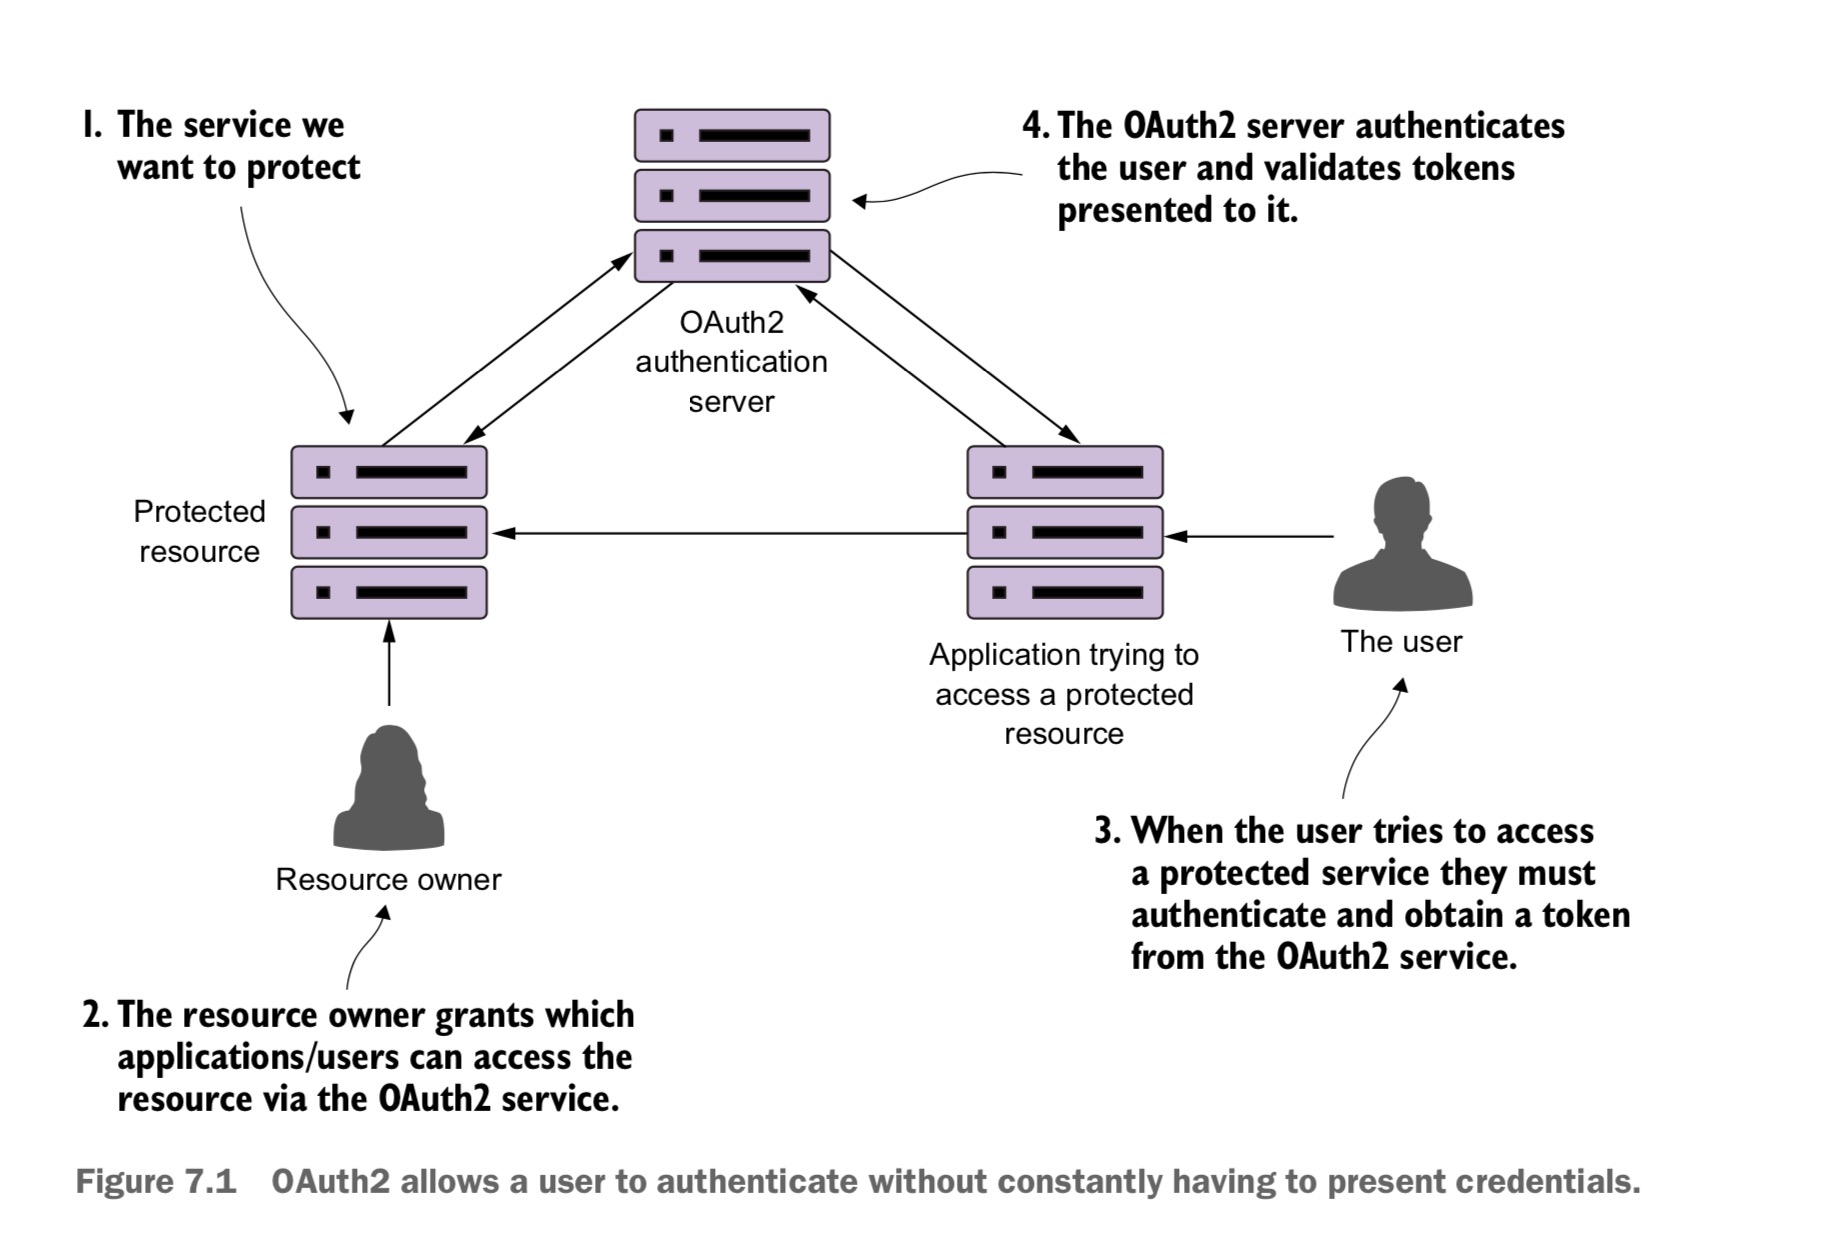 1. The service we
want to protect
4. The OAuth2 server authenticates
the user and validates tokens
presented to it.
OAuth2
authentication
server
Protected
resource
Application trying to
access a protected
resource
The user
Resource owner
3. When the user tries to access
a protected service they must
authenticate and obtain a token
from the OAuth2 service.
2. The resource owner grants which
applications/users can access the
resource via the OAuth2 service.
Figure 7.1 OAuth2 allows a user to authenticate without constantly having to present credentials.